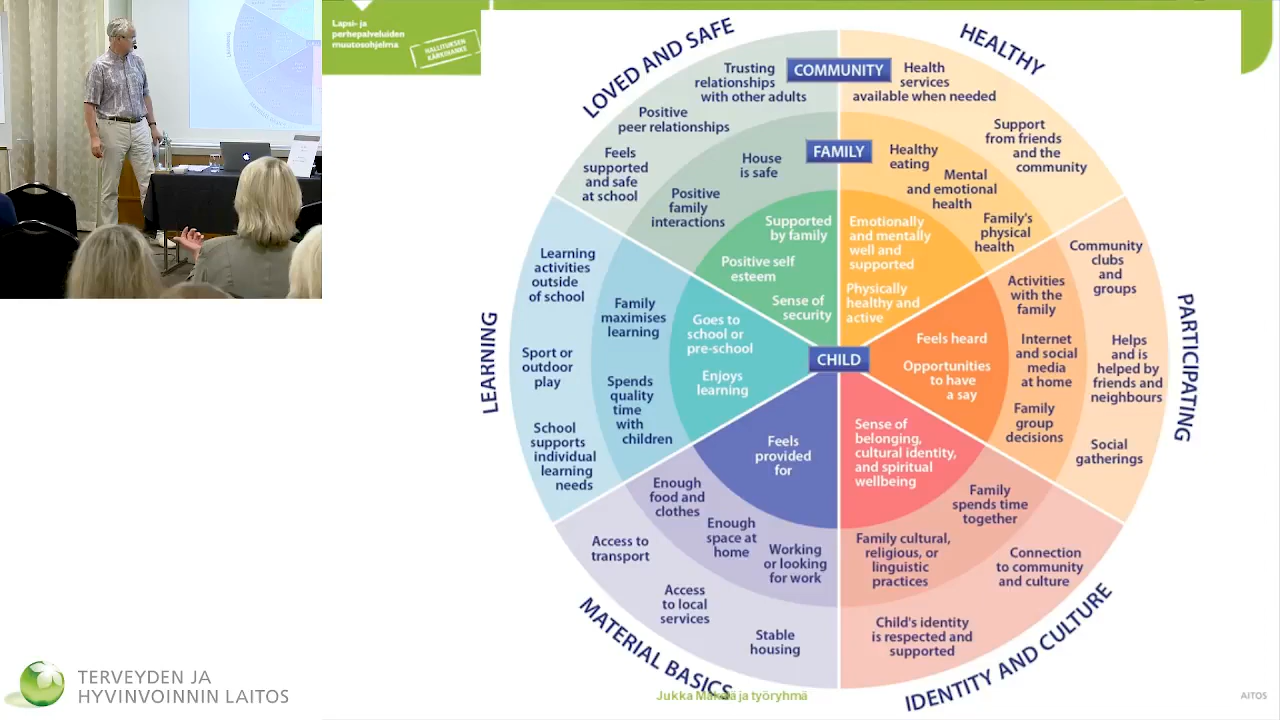 Lapsi- ja
perhepalveluiden
muutosohjelma
HALLITUKSEN
KÄRKIHANKE
LOVED AND SAFE
HEALTHY
PARTICIPATING
IDENTITY AND CULTURE
MATERIAL BASICS
LEARNING
COMMUNITY
FAMILY
CHILD
Trusting
relationships
with other adults
Positive
peer relationships
Feels
supported
and safe
at school
House
is safe
Positive
family
interactions
Supported
by family
Positive self
esteem
Sense of
security
Health
services
available when needed
Support
from friends
and the
community
Healthy
eating
Mental
and emotional
health
Family's
physical
health
Emotionally
and mentally
well and
supported
Physically
healthy and
active
Community
clubs
and
groups
Helps
and is
helped by
friends and
neighbours
Social
gatherings
Activities
with the
family
Internet
and social
media
at home
Family
group
decisions
Feels heard
Opportunities
to have
a say
Sense of
belonging,
cultural identity,
and spiritual
wellbeing
Family
spends time
together
Family cultural,
religious, or
linguistic
practices
Connection
to community
and culture
Child's identity
is respected and
supported
Feels
provided
for
Enough
food and
clothes
Enough
space at
home
Working
or looking
for work
Access to
transport
Access
to local
services
Stable
housing
Goes to
school or
pre-school
Enjoys
learning
Family
maximises
learning
Spends
quality
time
with
children
Learning
activities
outside
of school
Sport or
outdoor
play
School
supports
individual
learning
needs
TERVEYDEN JA
HYVINVOINNIN LAITOS
Jukka Mäkelä ja työryhmä
AITOS